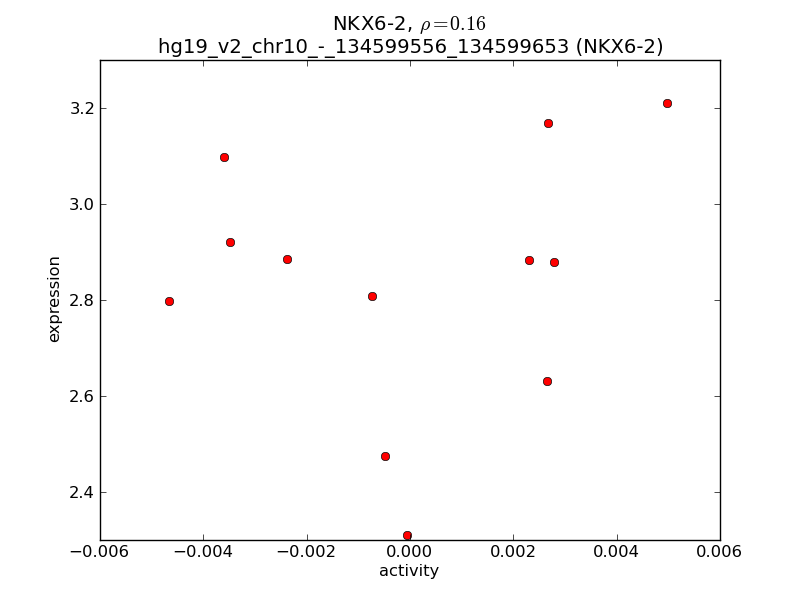 NKX6-2, ρ=0.16
hg19_v2_chr10_-_134599556_134599653 (NKX6-2)
3.2
3.0
2.8
2.6
2.4
expression
−0.006 −0.004 −0.002 0.000 0.002 0.004 0.006
activity